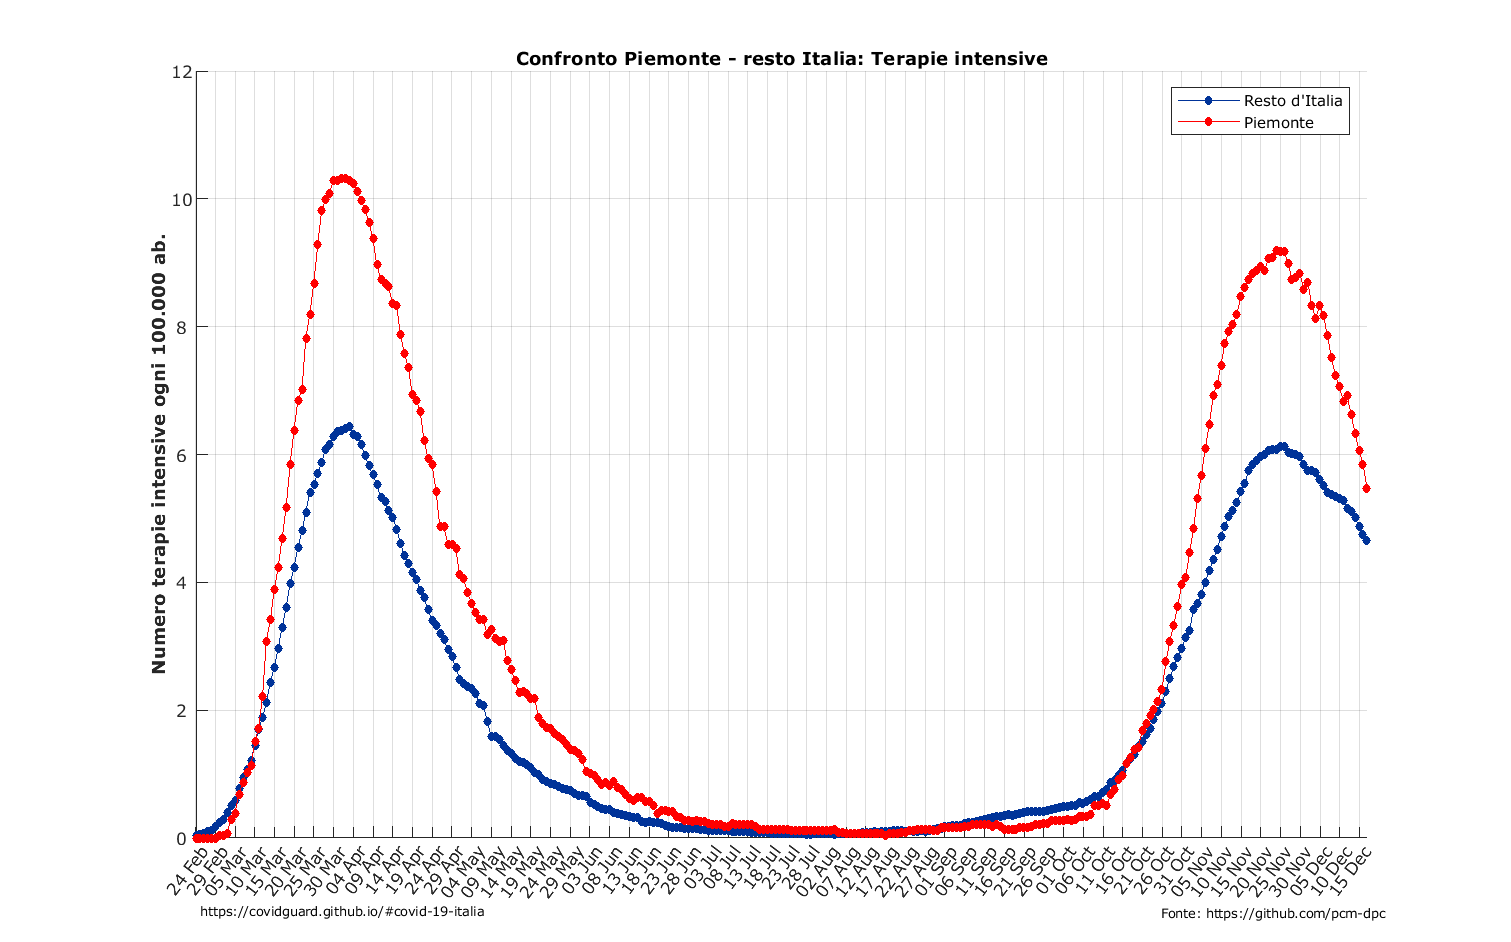 Confronto Piemonte - resto Italia: Terapie intensive
12
10
8
6
4
2
0
Numero terapie intensive ogni 100.000 ab.
Resto d'Italia
Piemonte
24 Feb
29 Feb
05 Mar
10 Mar
15 Mar
20 Mar
25 Mar
30 Mar
04 Apr
09 Apr
14 Apr
19 Apr
24 Apr
29 Apr
04 May
09 May
14 May
19 May
24 May
29 May
03 Jun
08 Jun
13 Jun
18 Jun
23 Jun
28 Jun
03 Jul
08 Jul
13 Jul
18 Jul
23 Jul
28 Jul
02 Aug
07 Aug
12 Aug
17 Aug
22 Aug
27 Aug
01 Sep
06 Sep
11 Sep
16 Sep
21 Sep
26 Sep
01 Oct
06 Oct
11 Oct
16 Oct
21 Oct
26 Oct
31 Oct
05 Nov
10 Nov
15 Nov
20 Nov
25 Nov
30 Nov
05 Dec
10 Dec
15 Dec
https://covidguard.github.io/#covid-19-italia
Fonte: https://github.com/pcm-dpc